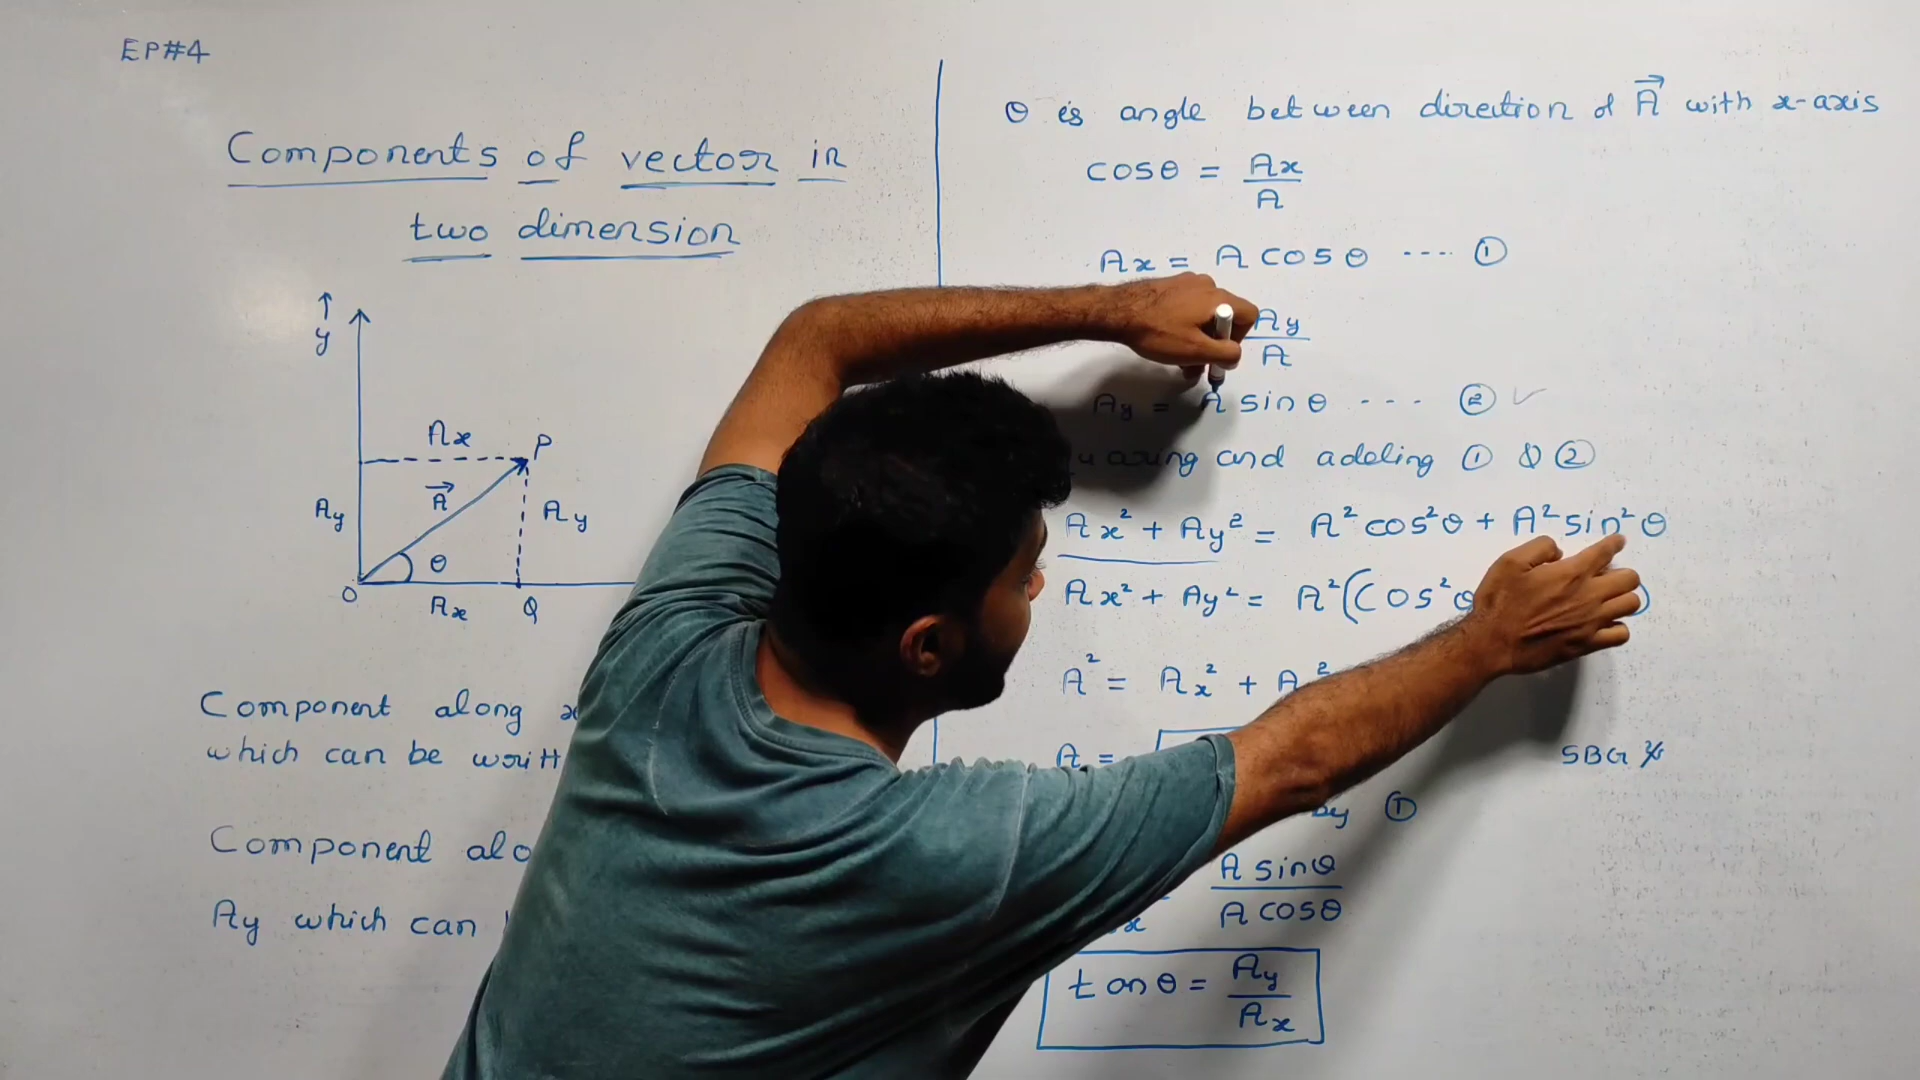 EP#4
Components of vector in
two dimension
↑
y
Ax
P
A⃗
Ay
Ay
θ
O
Ax
Q
Component along x
which can be writt
Component alo
Ay which can
θ is angle between direction of A⃗ with x-axis
cosθ = Ax/A
Ax = A cosθ ---- ①
Ay/A
Ay = A sinθ --- ② ✓
uaring and adding ① & ②
Ax² + Ay² = A² cos²θ + A² sin²θ
Ax² + Ay² = A²(Cos²θ )
A² = Ax² + A ²
A =
SBG
by ①
x = A sinθ / A cosθ
tanθ = Ay/Ax